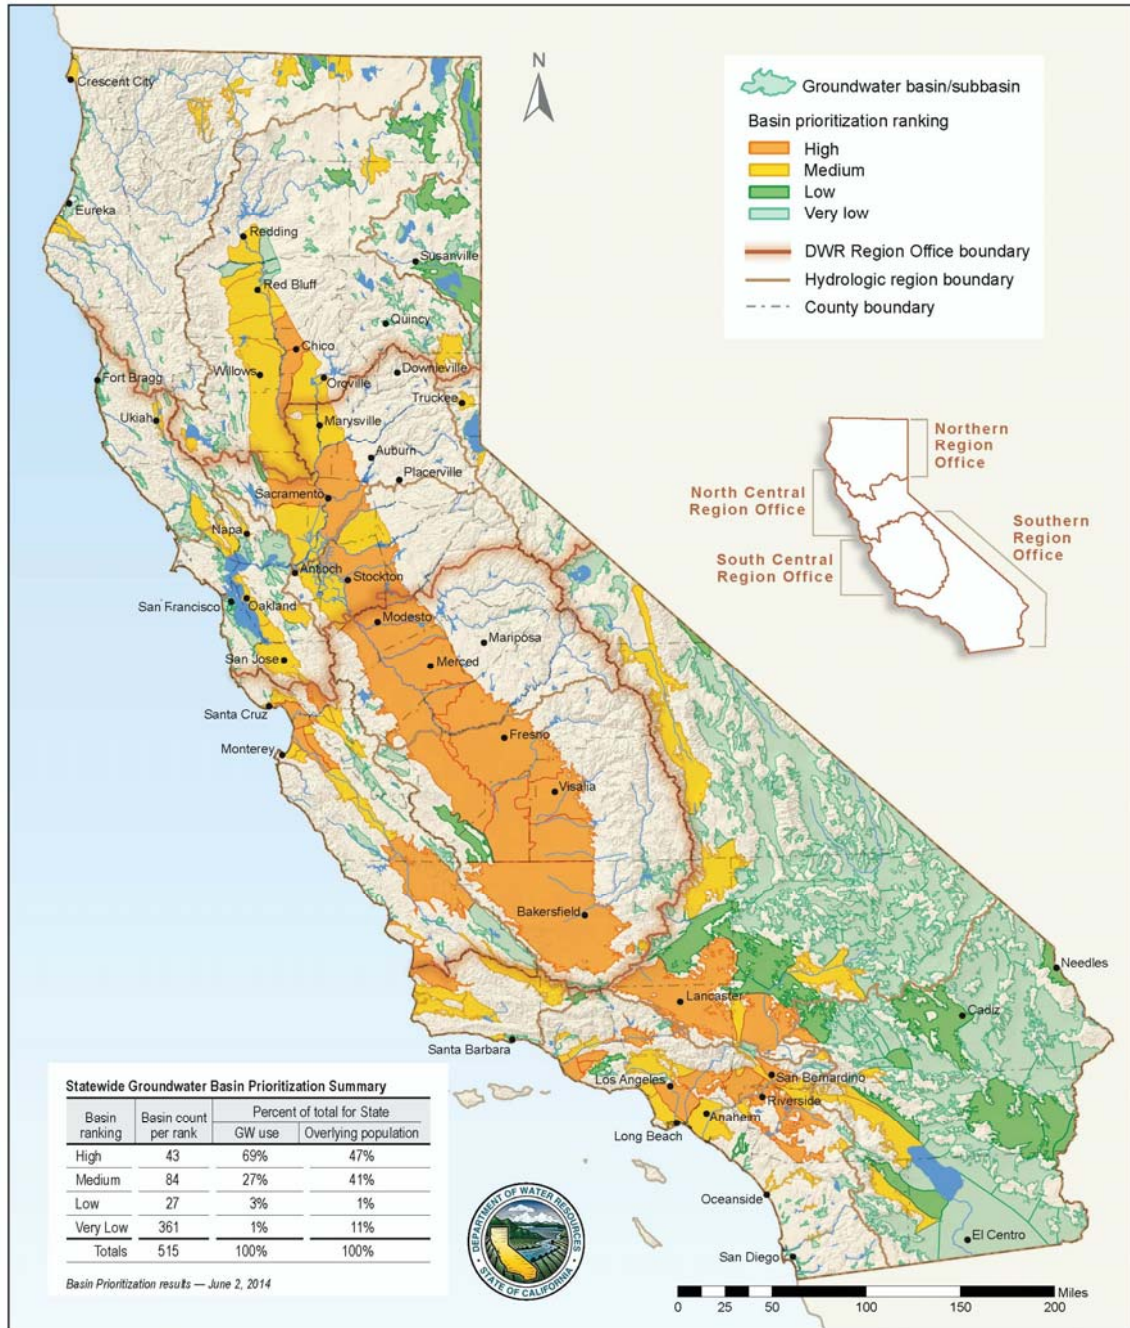 N
Groundwater basin/subbasin
Basin prioritization ranking
High
Medium
Low
Very low
DWR Region Office boundary
Hydrologic region boundary
County boundary
Crescent City
Eureka
Redding
Susanville
Red Bluff
Quincy
Chico
Willows
Oroville
Downieville
Fort Bragg
Truckee
Ukiah
Marysville
Auburn
Placerville
Sacramento
Napa
Antioch
Stockton
San Francisco
Oakland
Modesto
Mariposa
San Jose
Merced
Santa Cruz
Fresno
Monterey
Visalia
Bakersfield
Needles
Lancaster
Cadiz
Santa Barbara
San Bernardino
Los Angeles
Riverside
Anaheim
Long Beach
Oceanside
El Centro
San Diego
Northern
Region
Office
North Central
Region Office
Southern
Region
Office
South Central
Region Office
Statewide Groundwater Basin Prioritization Summary
Basin ranking Basin count per rank Percent of total for State
GW use Overlying population
High 43 69% 47%
Medium 84 27% 41%
Low 27 3% 1%
Very Low 361 1% 11%
Totals 515 100% 100%
Basin Prioritization results — June 2, 2014
DEPARTMENT OF WATER RESOURCES
STATE OF CALIFORNIA
Miles
0 25 50 100 150 200